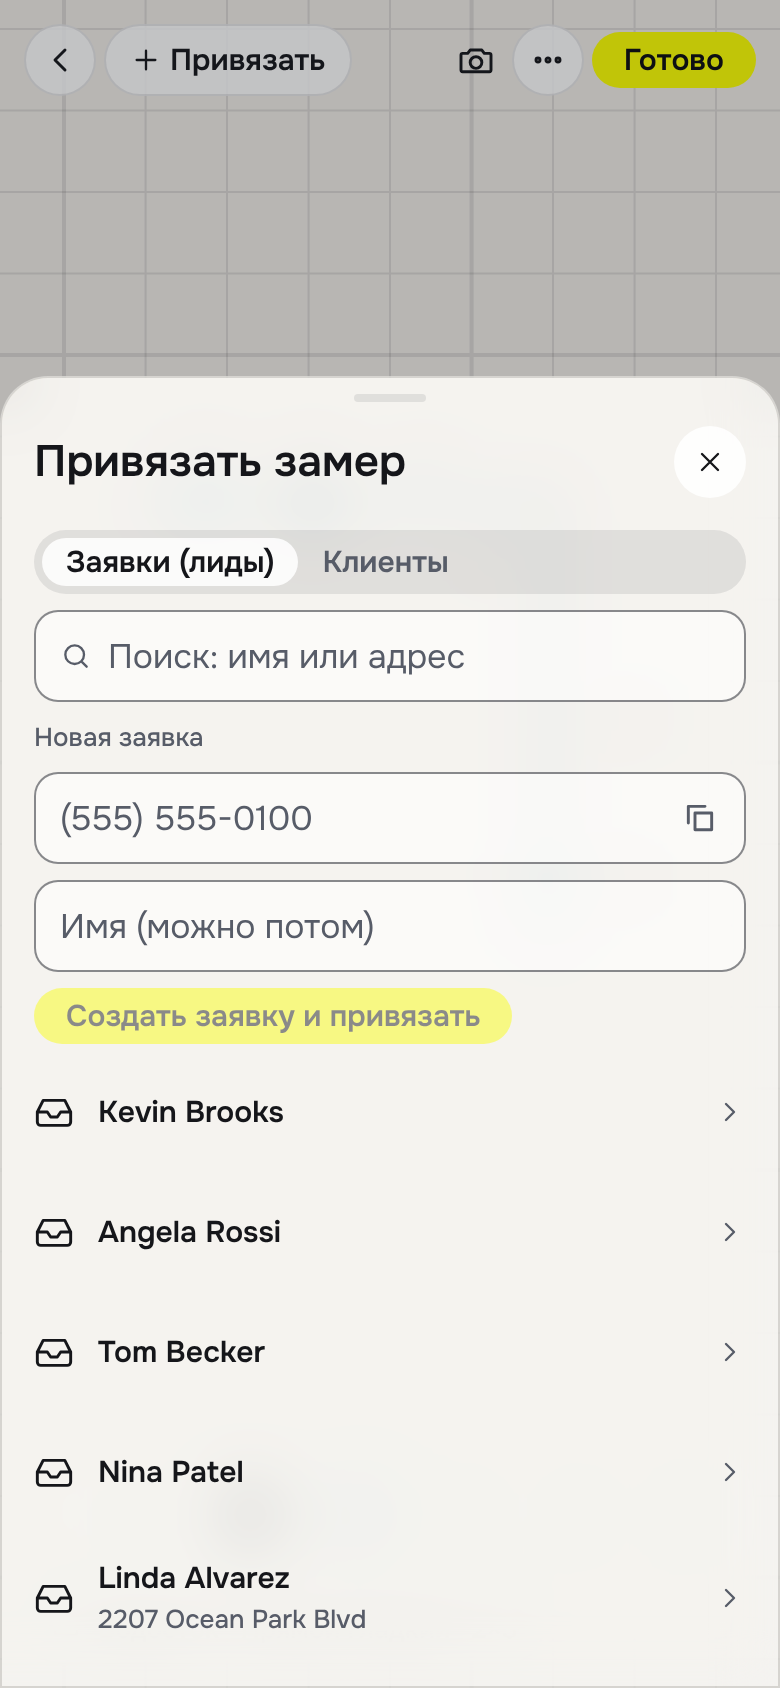 Привязать
Готово
Привязать замер
Заявки (лиды)
Клиенты
Поиск: имя или адрес
Новая заявка
(555) 555-0100
Имя (можно потом)
Создать заявку и привязать
Kevin Brooks
Angela Rossi
Tom Becker
Nina Patel
Linda Alvarez
2207 Ocean Park Blvd